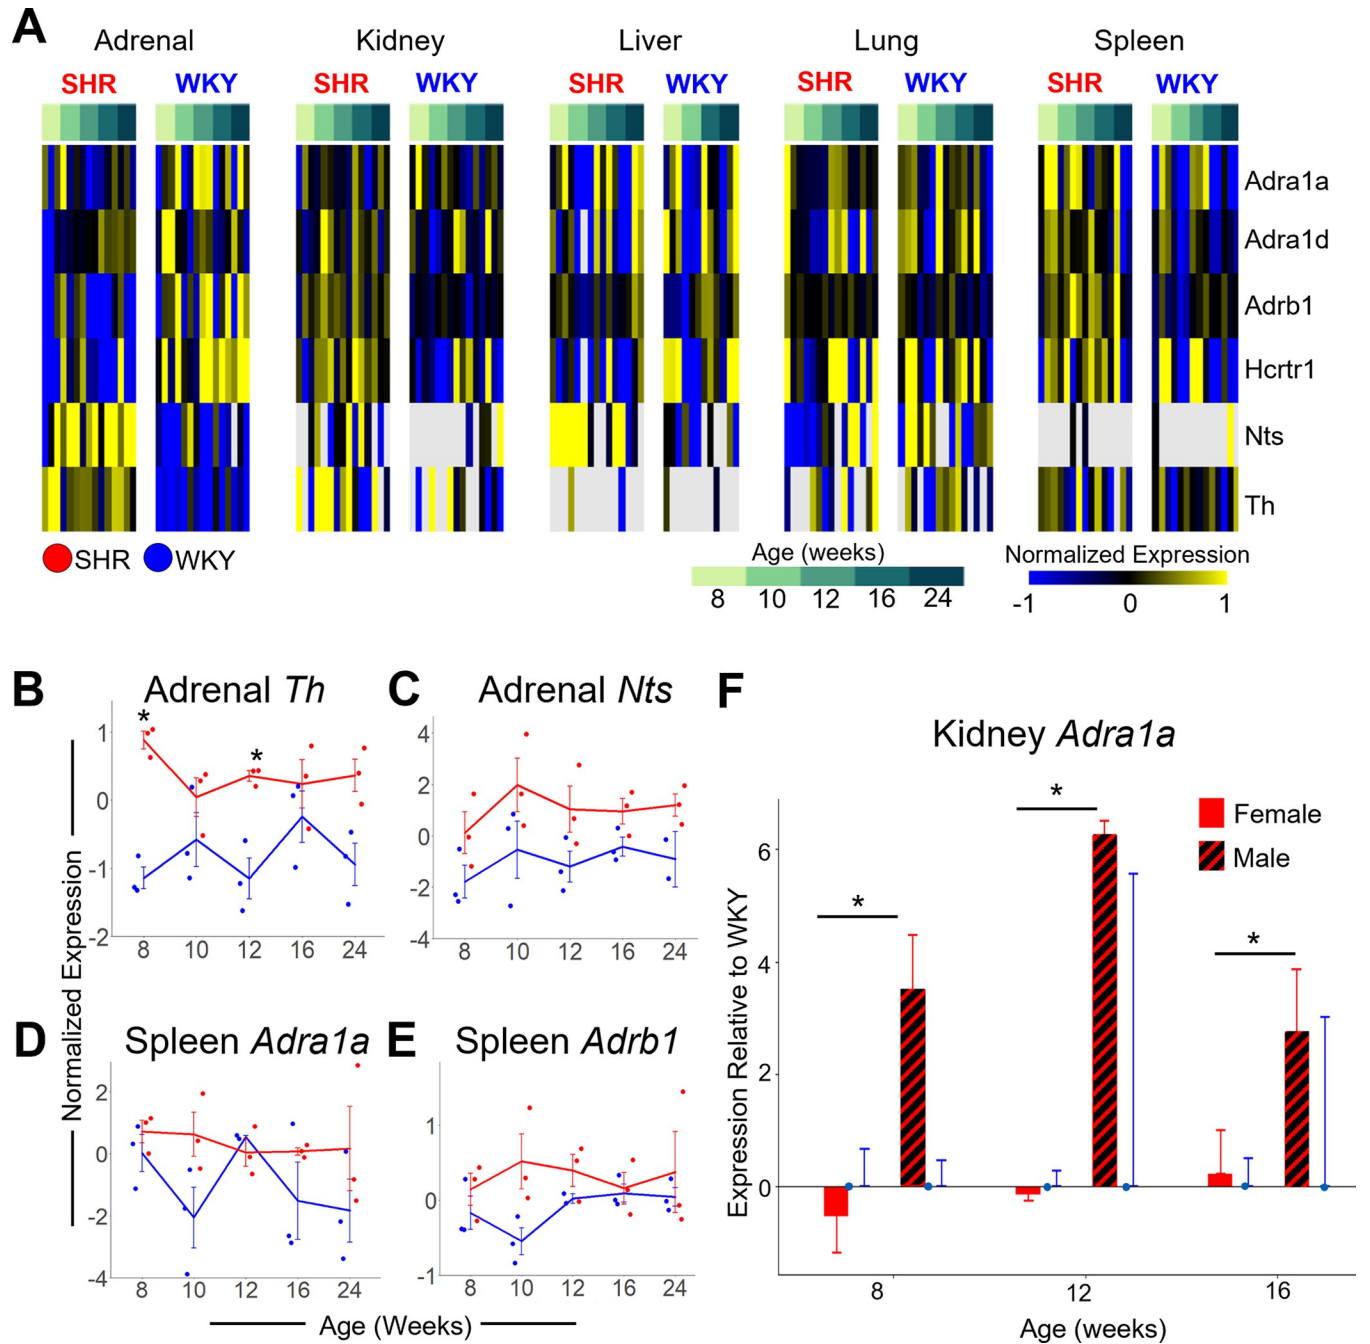 A
Adrenal Kidney Liver Lung Spleen
SHR WKY SHR WKY SHR WKY SHR WKY SHR WKY
Adra1a
Adra1d
Adrb1
Hcrtr1
Nts
Th
SHR WKY
Age (weeks)
8 10 12 16 24
Normalized Expression
-1 0 1
B
Adrenal Th
*
*
1
0
-1
-2
8 10 12 16 24
C
Adrenal Nts
4
2
0
-2
-4
8 10 12 16 24
D
Spleen Adra1a
2
0
-2
-4
8 10 12 16 24
E
Spleen Adrb1
1
0
-1
8 10 12 16 24
Normalized Expression
Age (Weeks)
F
Kidney Adra1a
Female
Male
*
*
*
6
4
2
0
8 12 16
Expression Relative to WKY
Age (weeks)